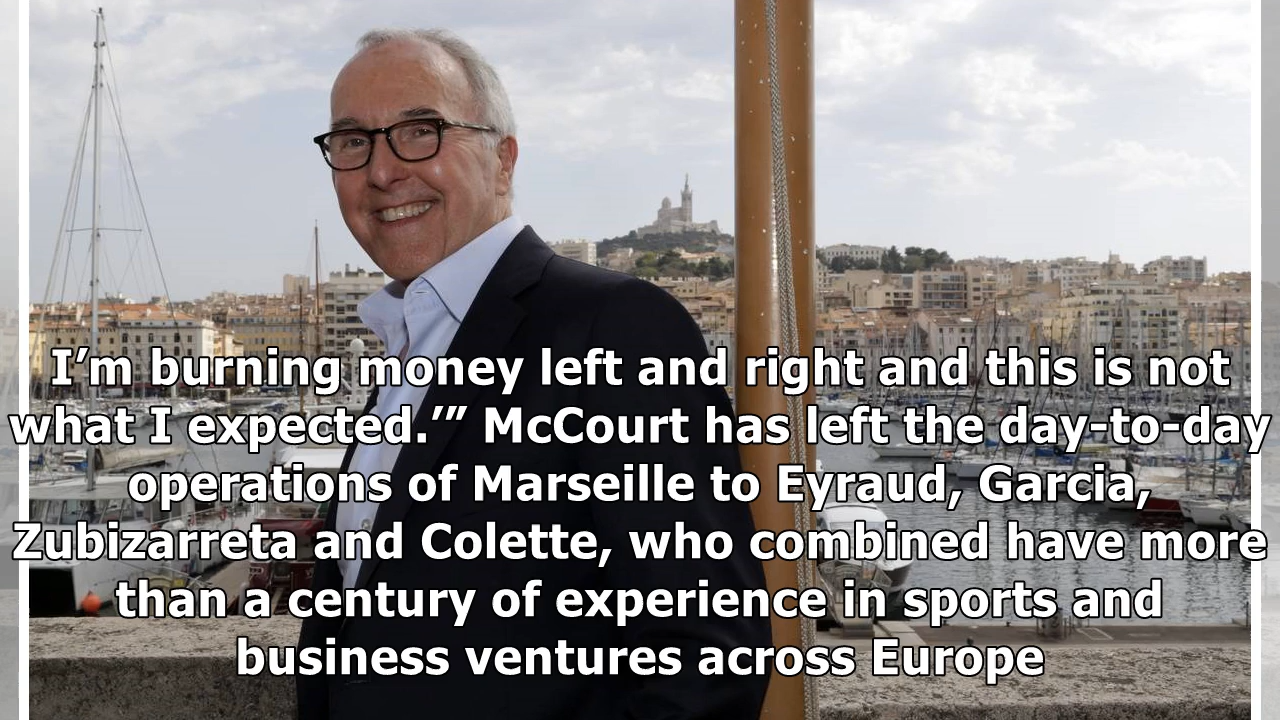 I’m burning money left and right and this is not
what I expected.’” McCourt has left the day-to-day
operations of Marseille to Eyraud, Garcia,
Zubizarreta and Colette, who combined have more
than a century of experience in sports and
business ventures across Europe